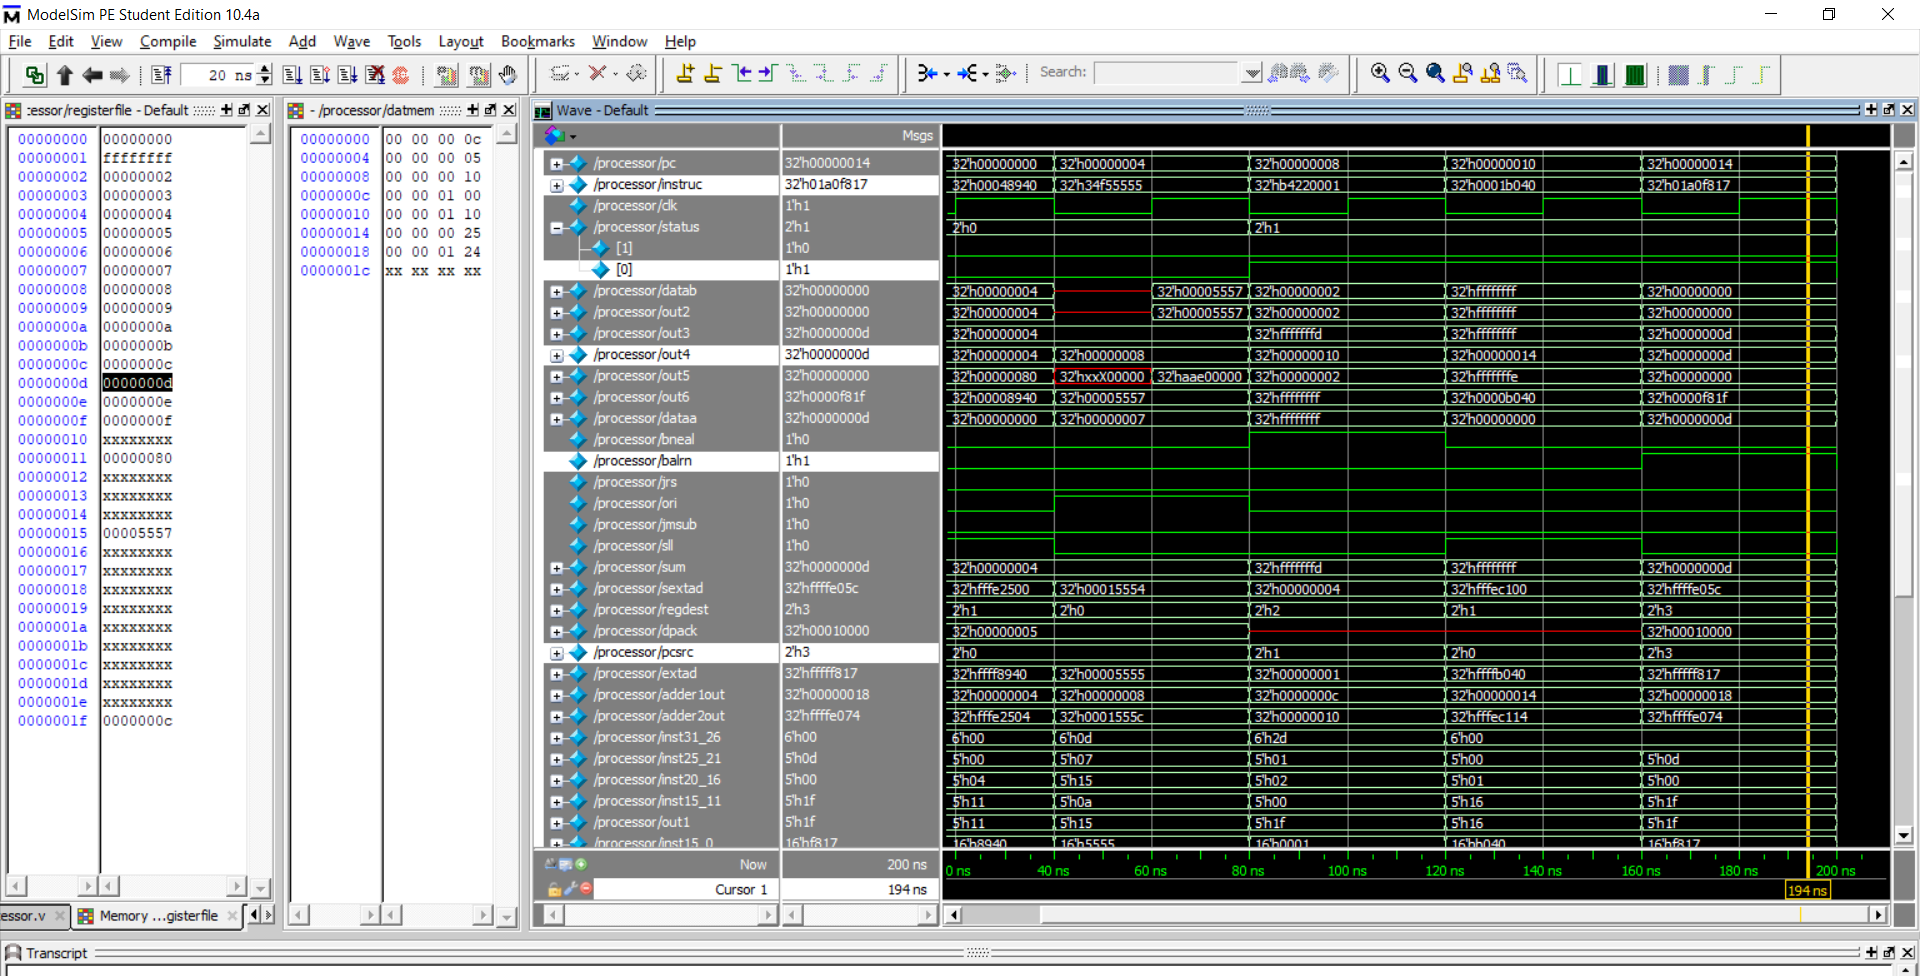 ModelSim PE Student Edition 10.4a
File Edit View Compile Simulate Add Wave Tools Layout Bookmarks Window Help
20 ns
Search:
:essor/registerfile - Default
00000000 00000000
00000001 ffffffff
00000002 00000002
00000003 00000003
00000004 00000004
00000005 00000005
00000006 00000006
00000007 00000007
00000008 00000008
00000009 00000009
0000000a 0000000a
0000000b 0000000b
0000000c 0000000c
0000000d 0000000d
0000000e 0000000e
0000000f 0000000f
00000010 xxxxxxxx
00000011 00000080
00000012 xxxxxxxx
00000013 xxxxxxxx
00000014 xxxxxxxx
00000015 00005557
00000016 xxxxxxxx
00000017 xxxxxxxx
00000018 xxxxxxxx
00000019 xxxxxxxx
0000001a xxxxxxxx
0000001b xxxxxxxx
0000001c xxxxxxxx
0000001d xxxxxxxx
0000001e xxxxxxxx
0000001f 0000000c
essor.v Memory ...gisterfile
- /processor/datmem
00000000 00 00 00 0c
00000004 00 00 00 05
00000008 00 00 00 10
0000000c 00 00 01 00
00000010 00 00 01 10
00000014 00 00 00 25
00000018 00 00 01 24
0000001c xx xx xx xx
Wave - Default
Msgs
/processor/pc 32'h00000014 32'h00000000 32'h00000004 32'h00000008 32'h00000010 32'h00000014
/processor/instruc 32'h01a0f817 32'h00048940 32'h34f55555 32'hb4220001 32'h0001b040 32'h01a0f817
/processor/clk 1'h1
/processor/status 2'h1 2'h0 2'h1
[1] 1'h0
[0] 1'h1
/processor/datab 32'h00000000 32'h00000004 32'h00005557 32'h00000002 32'hffffffff 32'h00000000
/processor/out2 32'h00000000 32'h00000004 32'h00005557 32'h00000002 32'hffffffff 32'h00000000
/processor/out3 32'h0000000d 32'h00000004 32'hfffffffd 32'hffffffff 32'h0000000d
/processor/out4 32'h0000000d 32'h00000004 32'h00000008 32'h00000010 32'h00000014 32'h0000000d
/processor/out5 32'h00000000 32'h00000080 32'hxxX00000 32'haae00000 32'h00000002 32'hfffffffe 32'h00000000
/processor/out6 32'h0000f81f 32'h00008940 32'h00005557 32'hffffffff 32'h0000b040 32'h0000f81f
/processor/dataa 32'h0000000d 32'h00000000 32'h00000007 32'hffffffff 32'h00000000 32'h0000000d
/processor/bneal 1'h0
/processor/balrn 1'h1
/processor/jrs 1'h0
/processor/ori 1'h0
/processor/jmsub 1'h0
/processor/sll 1'h0
/processor/sum 32'h0000000d 32'h00000004 32'hfffffffd 32'hffffffff 32'h0000000d
/processor/sextad 32'hffffe05c 32'hfffe2500 32'h00015554 32'h00000004 32'hfffec100 32'hffffe05c
/processor/regdest 2'h3 2'h1 2'h0 2'h2 2'h1 2'h3
/processor/dpack 32'h00010000 32'h00000005 32'h00010000
/processor/pcsrc 2'h3 2'h0 2'h1 2'h0 2'h3
/processor/extad 32'hfffff817 32'hffff8940 32'h00005555 32'h00000001 32'hffffb040 32'hfffff817
/processor/adder1out 32'h00000018 32'h00000004 32'h00000008 32'h0000000c 32'h00000014 32'h00000018
/processor/adder2out 32'hffffe074 32'hfffe2504 32'h0001555c 32'h00000010 32'hfffec114 32'hffffe074
/processor/inst31_26 6'h00 6'h00 6'h0d 6'h2d 6'h00
/processor/inst25_21 5'h0d 5'h00 5'h07 5'h01 5'h00 5'h0d
/processor/inst20_16 5'h00 5'h04 5'h15 5'h02 5'h01 5'h00
/processor/inst15_11 5'h1f 5'h11 5'h0a 5'h00 5'h16 5'h1f
/processor/out1 5'h1f 5'h11 5'h15 5'h1f 5'h16 5'h1f
/processor/inst15_0 16'hf817 16'h8940 16'h5555 16'h0001 16'hb040 16'hf817
Now 200 ns 0 ns 40 ns 60 ns 80 ns 100 ns 120 ns 140 ns 160 ns 180 ns 200 ns
Cursor 1 194 ns 194 ns
Transcript